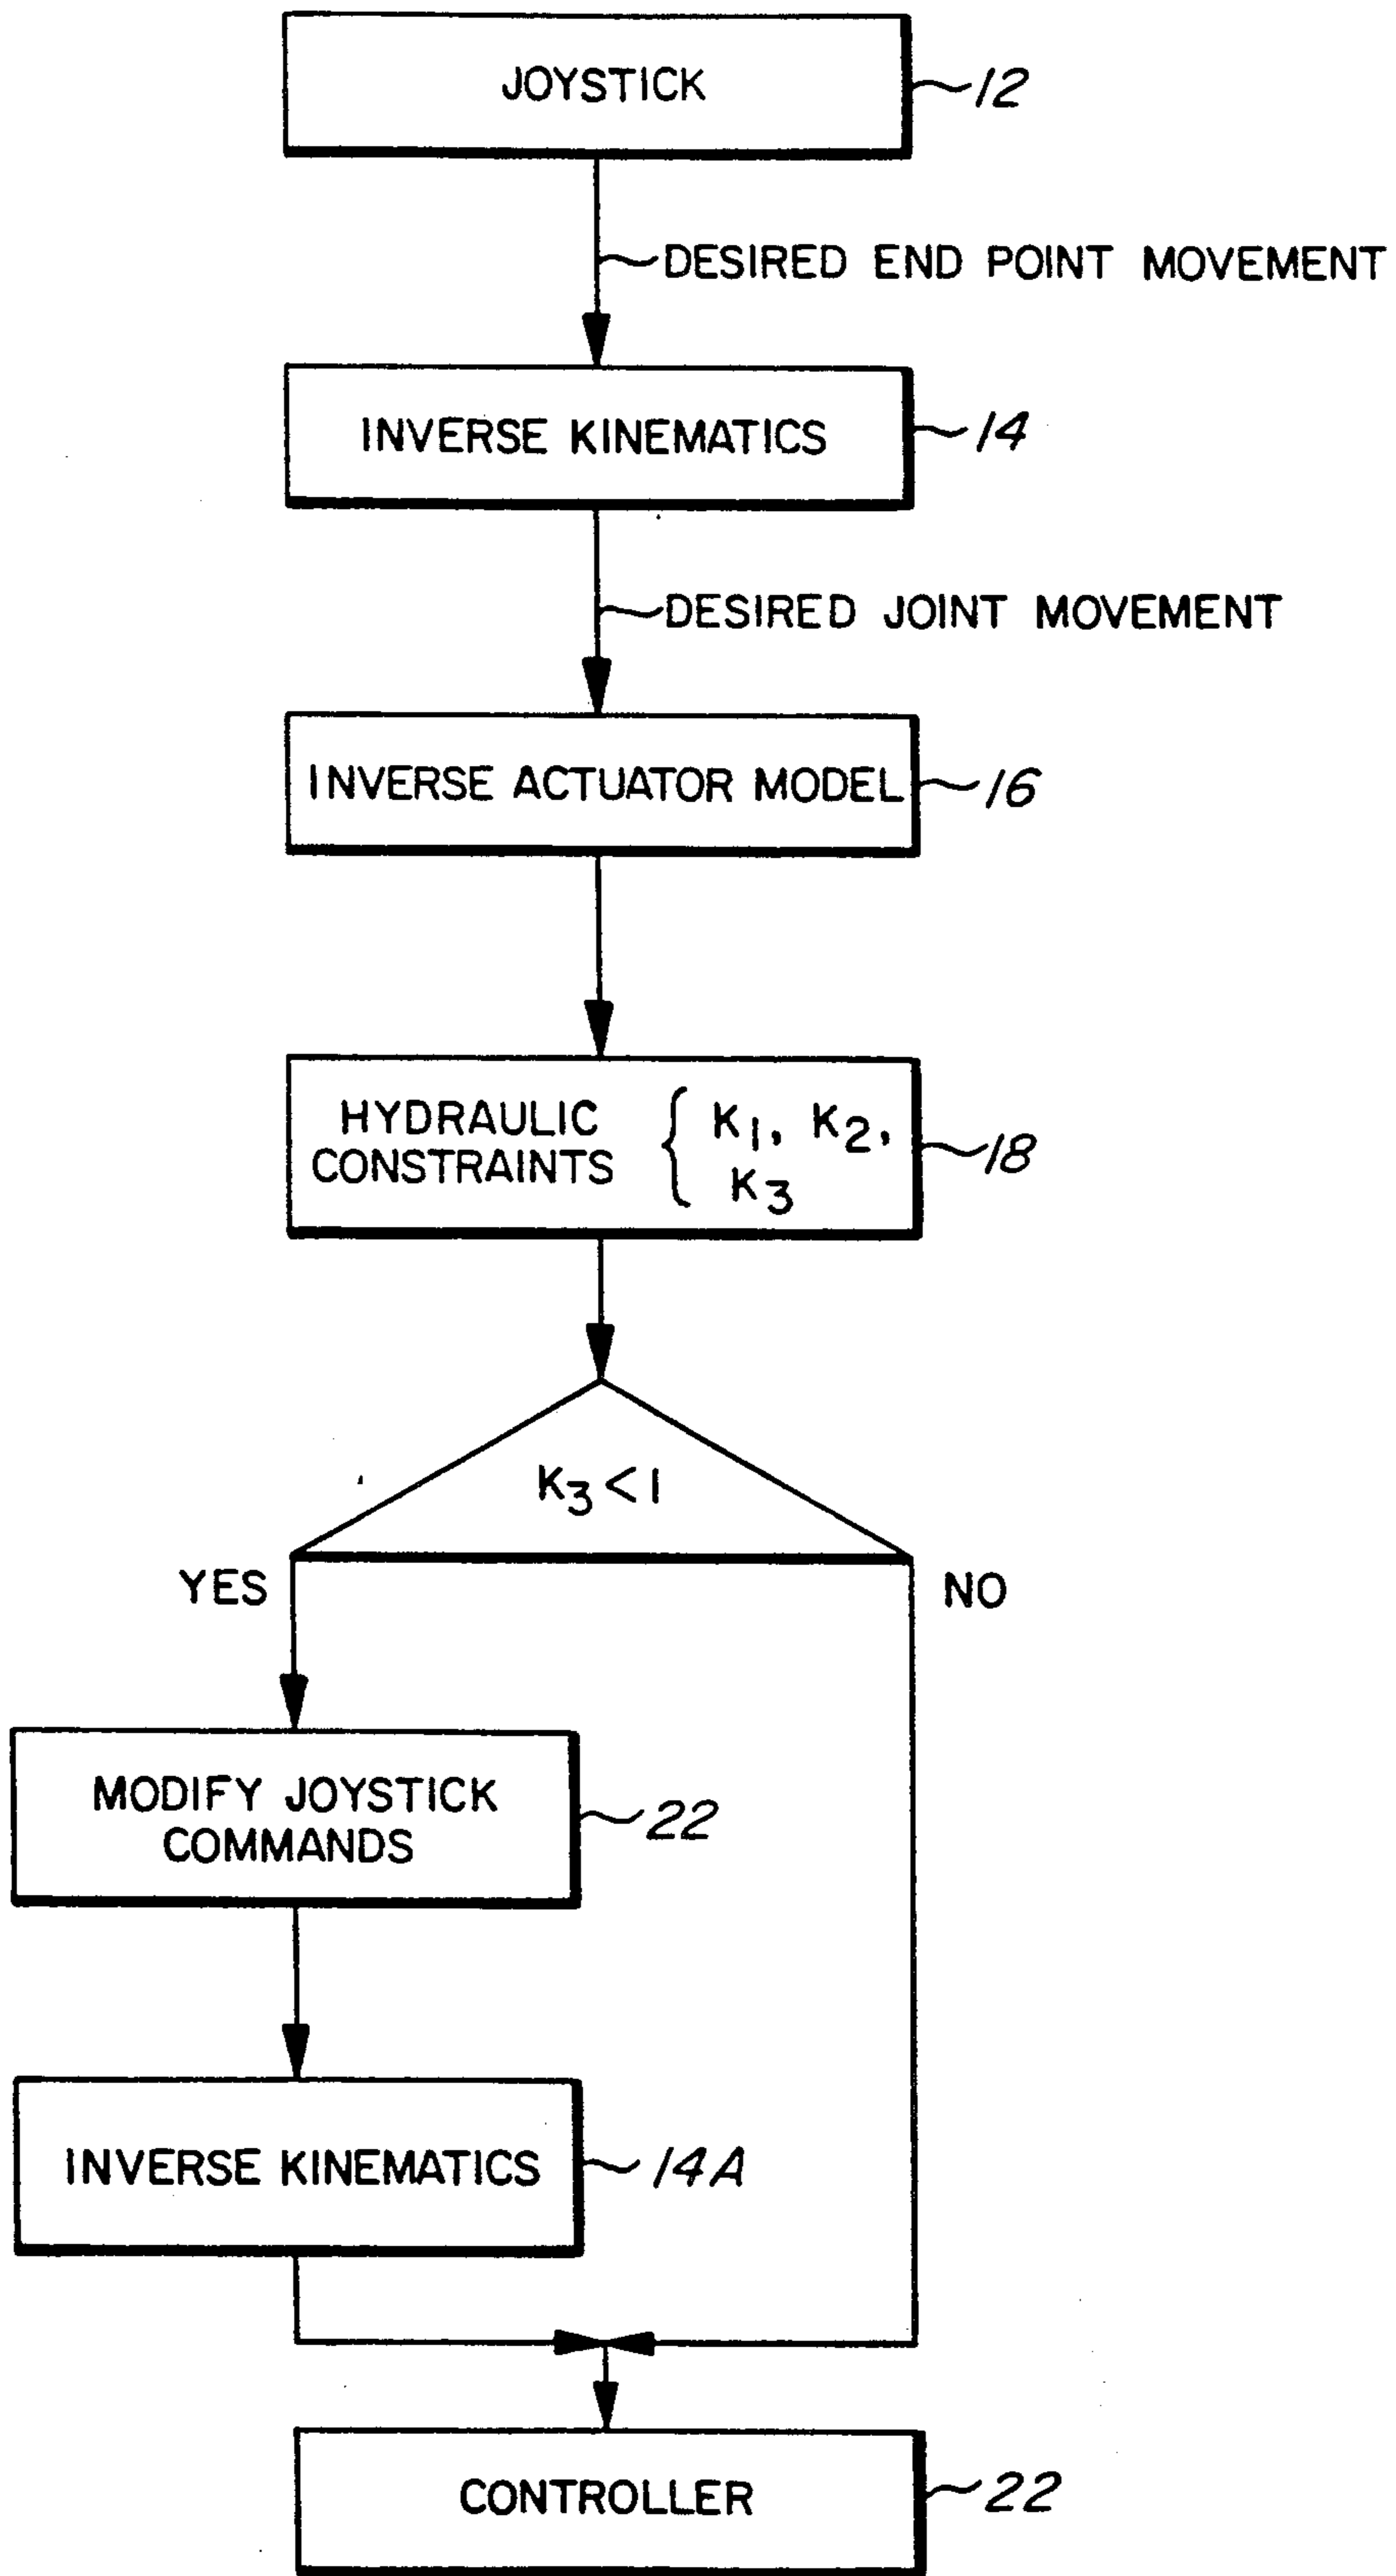 JOYSTICK
12
DESIRED END POINT MOVEMENT
INVERSE KINEMATICS
14
DESIRED JOINT MOVEMENT
INVERSE ACTUATOR MODEL
16
HYDRAULIC
CONSTRAINTS
{ K1, K2,
K3
18
K3 < 1
YES
NO
MODIFY JOYSTICK
COMMANDS
22
INVERSE KINEMATICS
14A
CONTROLLER
22